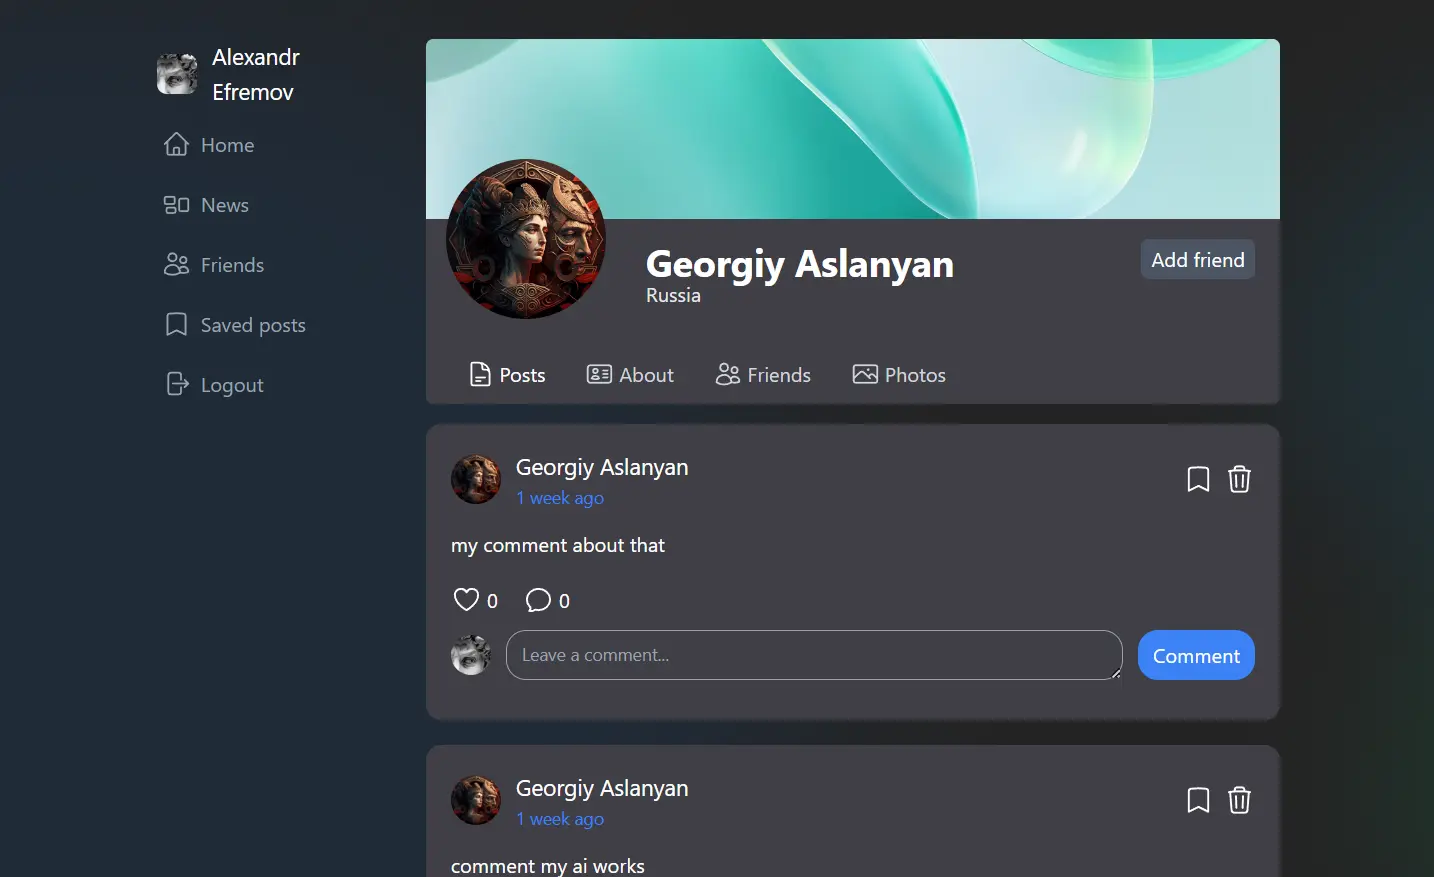 Alexandr
Efremov
Home
News
Friends
Saved posts
Logout
Georgiy Aslanyan
Russia
Add friend
Posts
About
Friends
Photos
Georgiy Aslanyan
1 week ago
my comment about that
0
0
Leave a comment...
Comment
Georgiy Aslanyan
1 week ago
comment my ai works